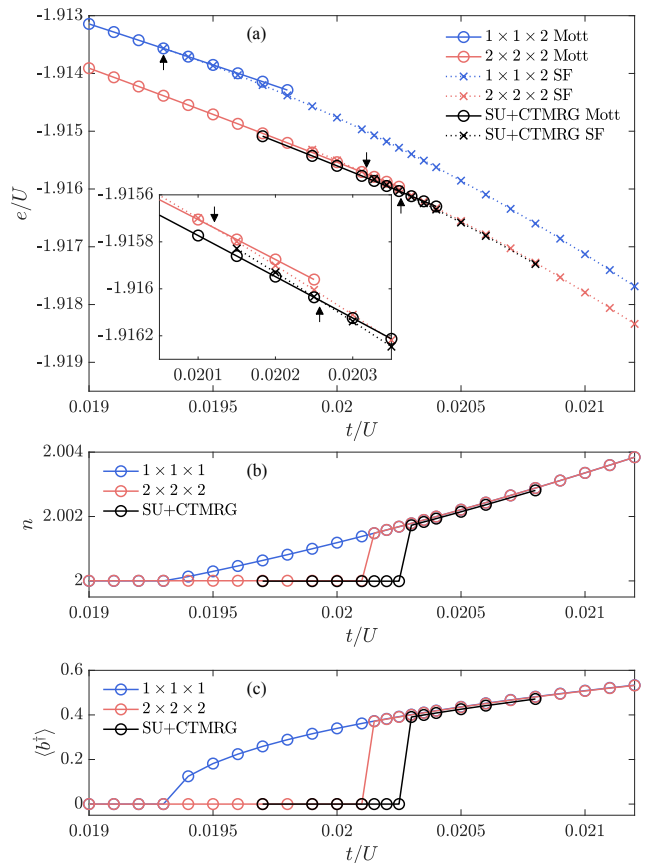 (a)
1 × 1 × 2 Mott
2 × 2 × 2 Mott
1 × 1 × 2 SF
2 × 2 × 2 SF
SU+CTMRG Mott
SU+CTMRG SF
-1.913
-1.914
-1.915
-1.916
-1.917
-1.918
-1.919
e/U
-1.9156
-1.9158
-1.916
-1.9162
0.0201 0.0202 0.0203
0.019 0.0195 0.02 0.0205 0.021
t/U
(b)
1 × 1 × 1
2 × 2 × 2
SU+CTMRG
2.004
2.002
2
n
0.019 0.0195 0.02 0.0205 0.021
t/U
(c)
1 × 1 × 1
2 × 2 × 2
SU+CTMRG
0.6
0.4
0.2
0
⟨b†⟩
0.019 0.0195 0.02 0.0205 0.021
t/U